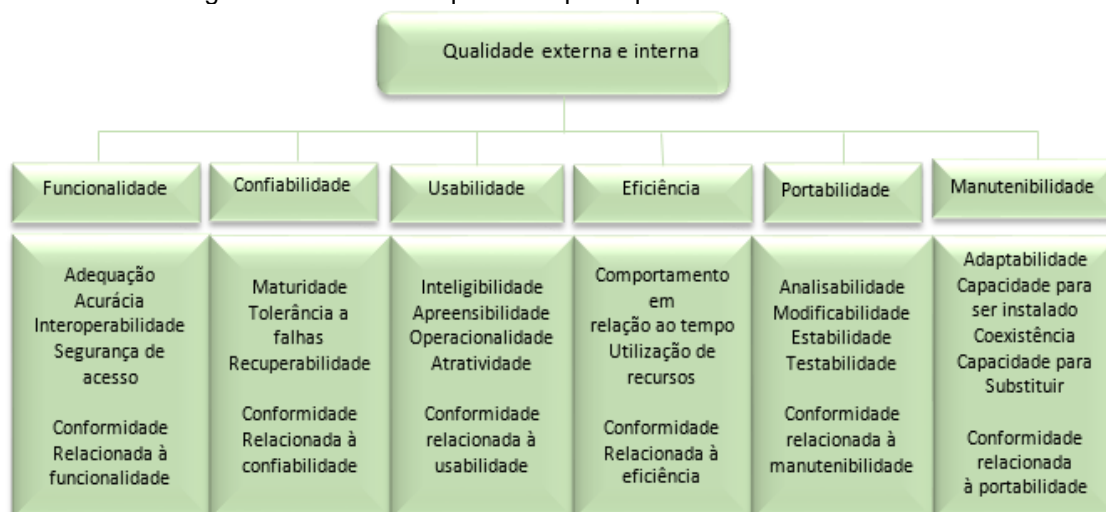 Qualidade externa e interna
Funcionalidade
Confiabilidade
Usabilidade
Eficiência
Portabilidade
Manutenibilidade
Adequação
Acurácia
Interoperabilidade
Segurança de
acesso
Conformidade
Relacionada à
funcionalidade
Maturidade
Tolerância a
falhas
Recuperabilidade
Conformidade
Relacionada à
confiabilidade
Inteligibilidade
Apreensibilidade
Operacionalidade
Atratividade
Conformidade
relacionada à
usabilidade
Comportamento
em
relação ao tempo
Utilização de
recursos
Conformidade
Relacionada à
eficiência
Analisabilidade
Modificabilidade
Estabilidade
Testabilidade
Conformidade
relacionada à
manutenibilidade
Adaptabilidade
Capacidade para
ser instalado
Coexistência
Capacidade para
Substituir
Conformidade
relacionada
à portabilidade